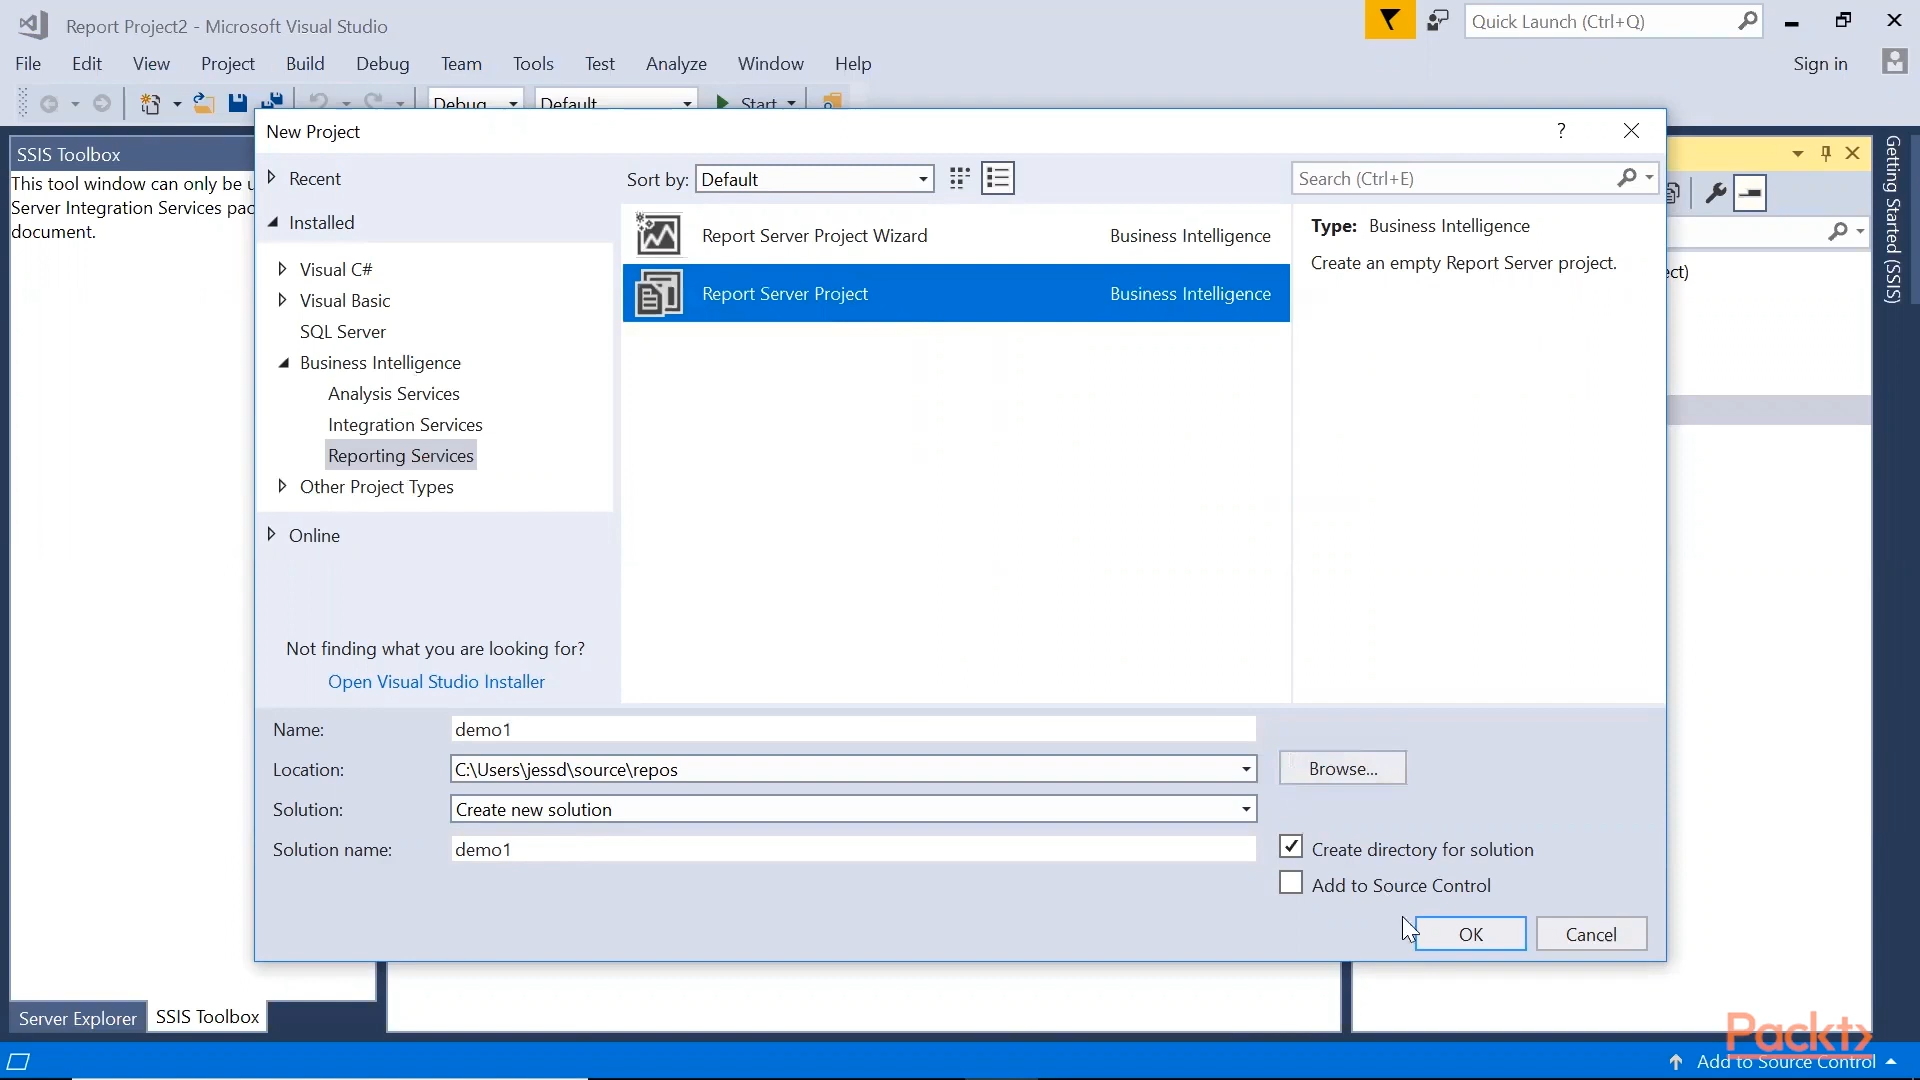 Report Project2 - Microsoft Visual Studio
Quick Launch (Ctrl+Q)
File Edit View Project Build Debug Team Tools Test Analyze Window Help
Sign in
Debug Default Start
New Project
?
SSIS Toolbox
This tool window can only be u
Server Integration Services pac
document.
Recent
Installed
Visual C#
Visual Basic
SQL Server
Business Intelligence
Analysis Services
Integration Services
Reporting Services
Other Project Types
Online
Not finding what you are looking for?
Open Visual Studio Installer
Sort by: Default
Search (Ctrl+E)
Report Server Project Wizard Business Intelligence
Report Server Project Business Intelligence
Type: Business Intelligence
Create an empty Report Server project.
ect)
Getting Started (SSIS)
Name: demo1
Location: C:\Users\jessd\source\repos
Browse...
Solution: Create new solution
Solution name: demo1
Create directory for solution
Add to Source Control
OK Cancel
Server Explorer SSIS Toolbox
Packt>
Add to Source Control